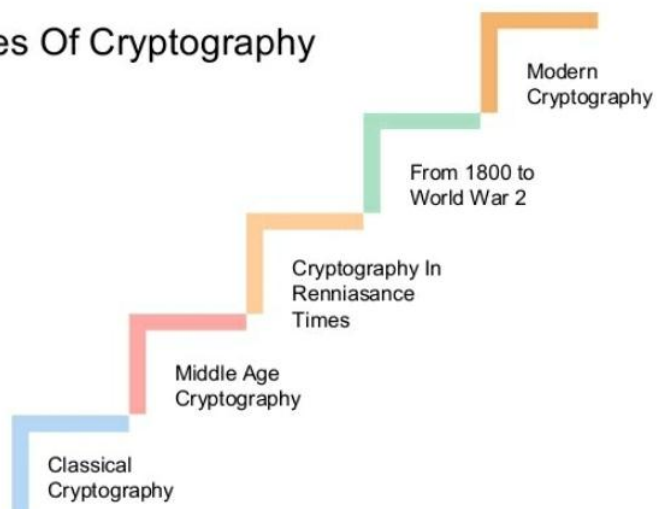 es Of Cryptography
Modern
Cryptography
From 1800 to
World War 2
Cryptography In
Renniasance
Times
Middle Age
Cryptography
Classical
Cryptography